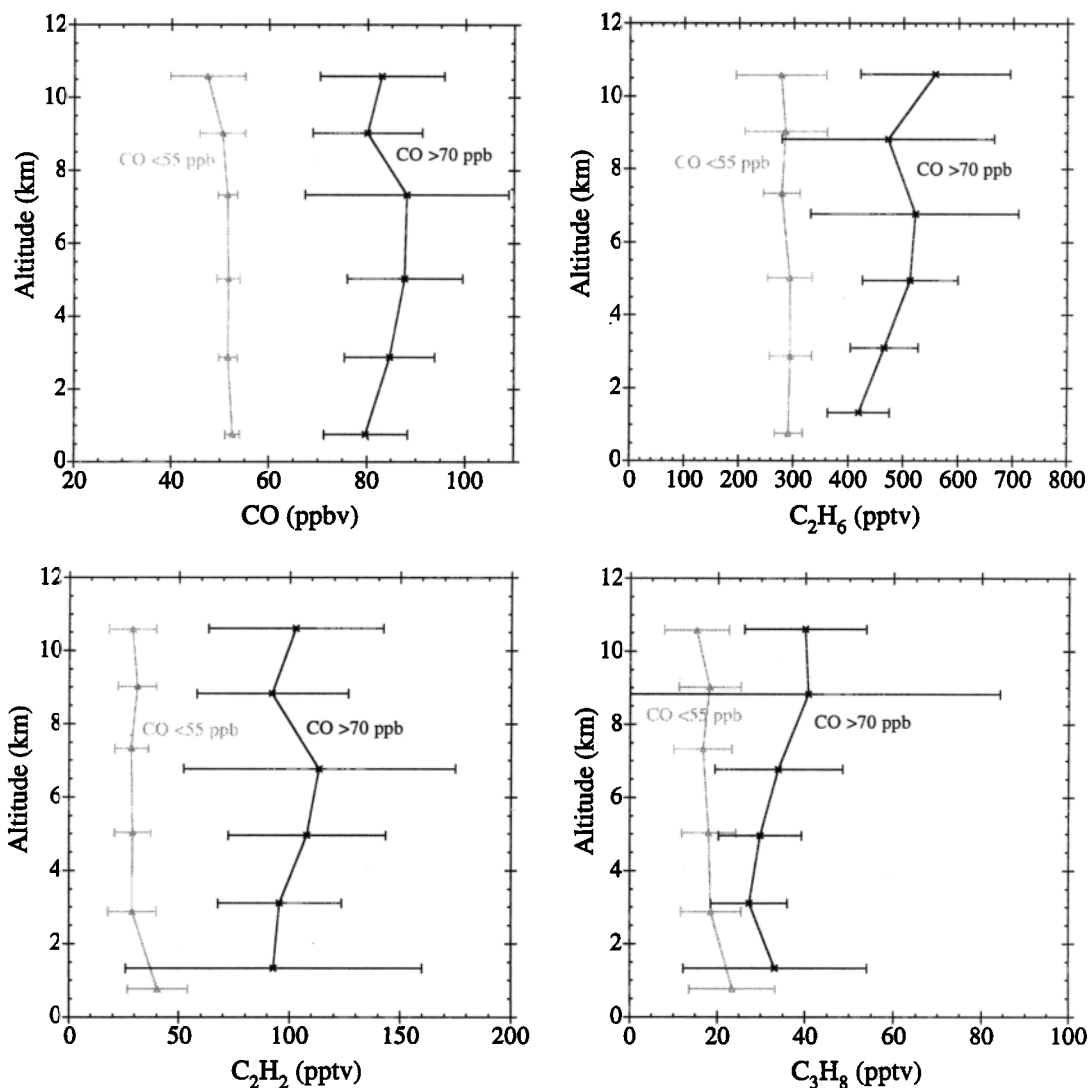 12
10
8
6
4
2
0
Altitude (km)
CO <55 ppb
CO >70 ppb
20 40 60 80 100
CO (ppbv)
12
10
8
6
4
2
0
Altitude (km)
CO <55 ppb
CO >70 ppb
0 100 200 300 400 500 600 700 800
C₂H₆ (pptv)
12
10
8
6
4
2
0
Altitude (km)
CO <55 ppb
CO >70 ppb
0 50 100 150 200
C₂H₂ (pptv)
12
10
8
6
4
2
0
Altitude (km)
CO <55 ppb
CO >70 ppb
0 20 40 60 80 100
C₃H₈ (pptv)